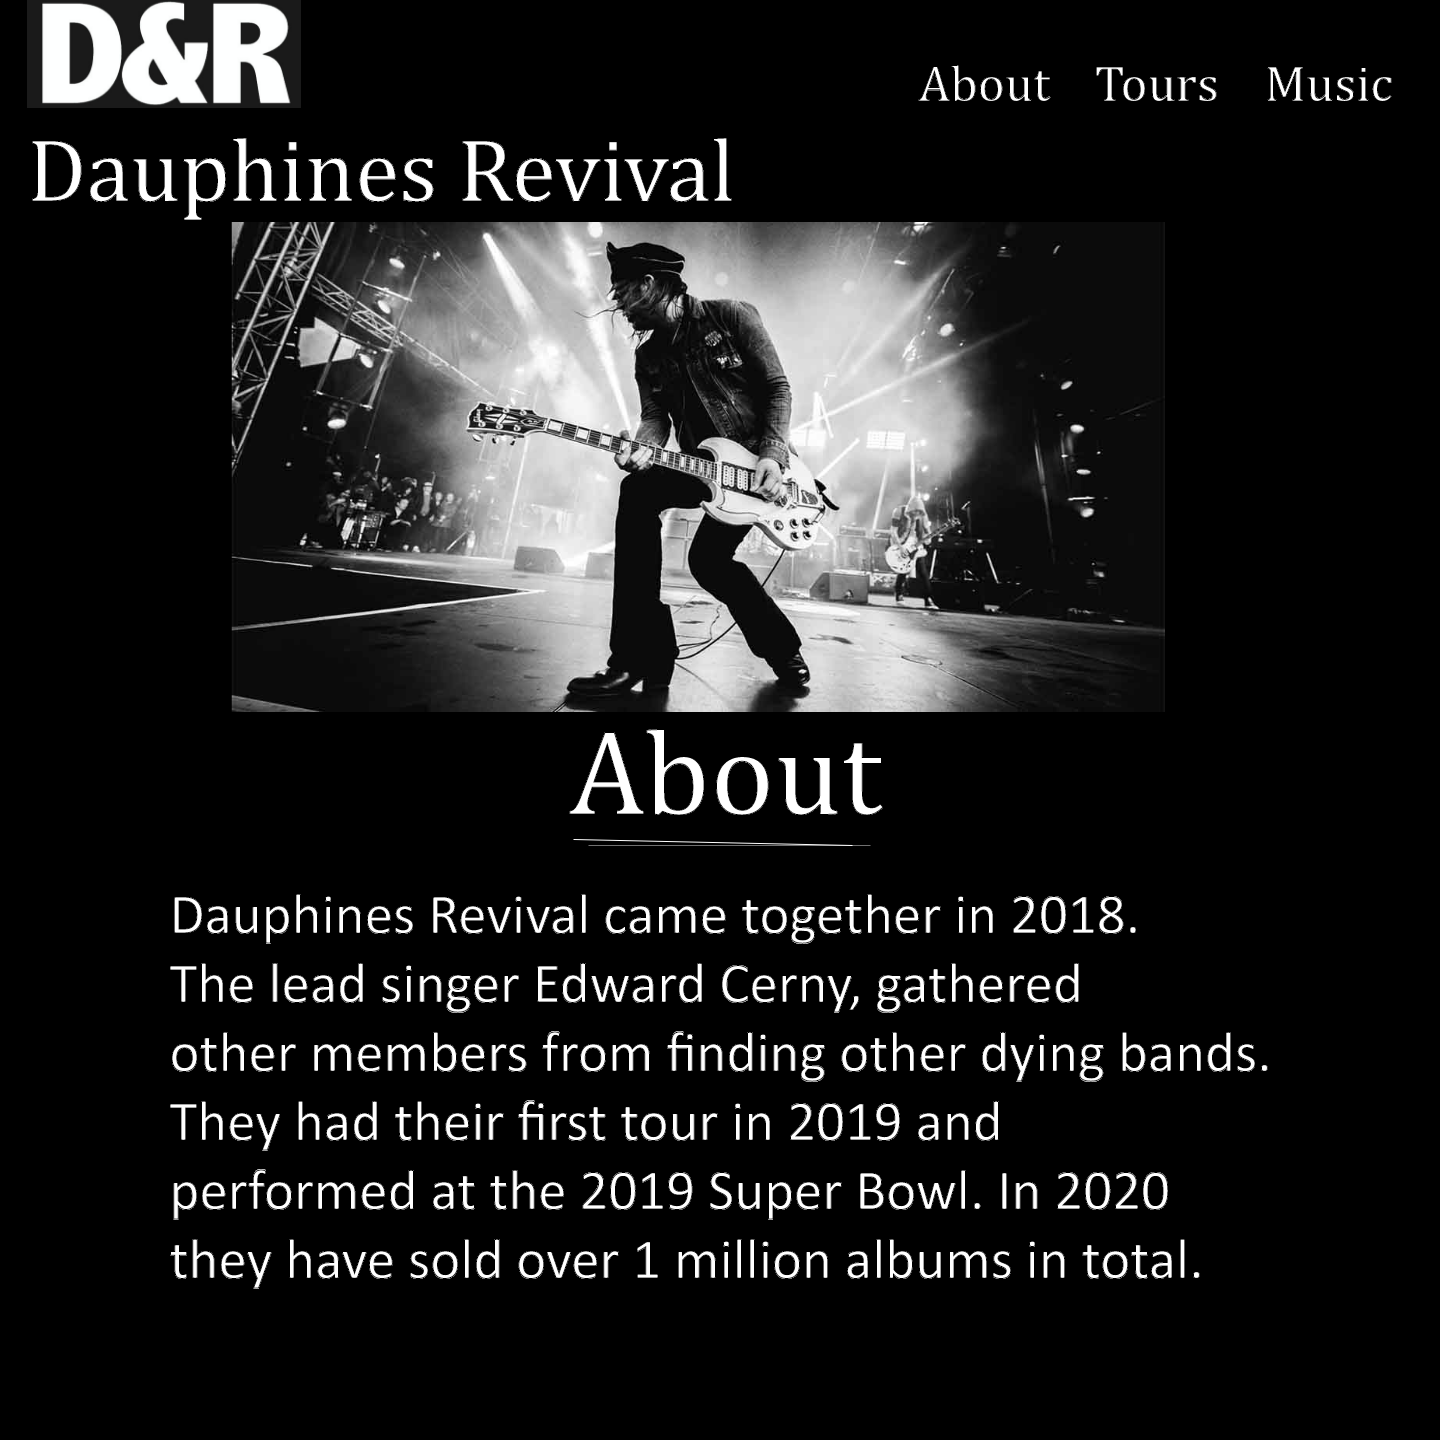 D&R
About Tours Music
Dauphines Revival
About
Dauphines Revival came together in 2018.
The lead singer Edward Cerny, gathered
other members from finding other dying bands.
They had their first tour in 2019 and
performed at the 2019 Super Bowl. In 2020
they have sold over 1 million albums in total.